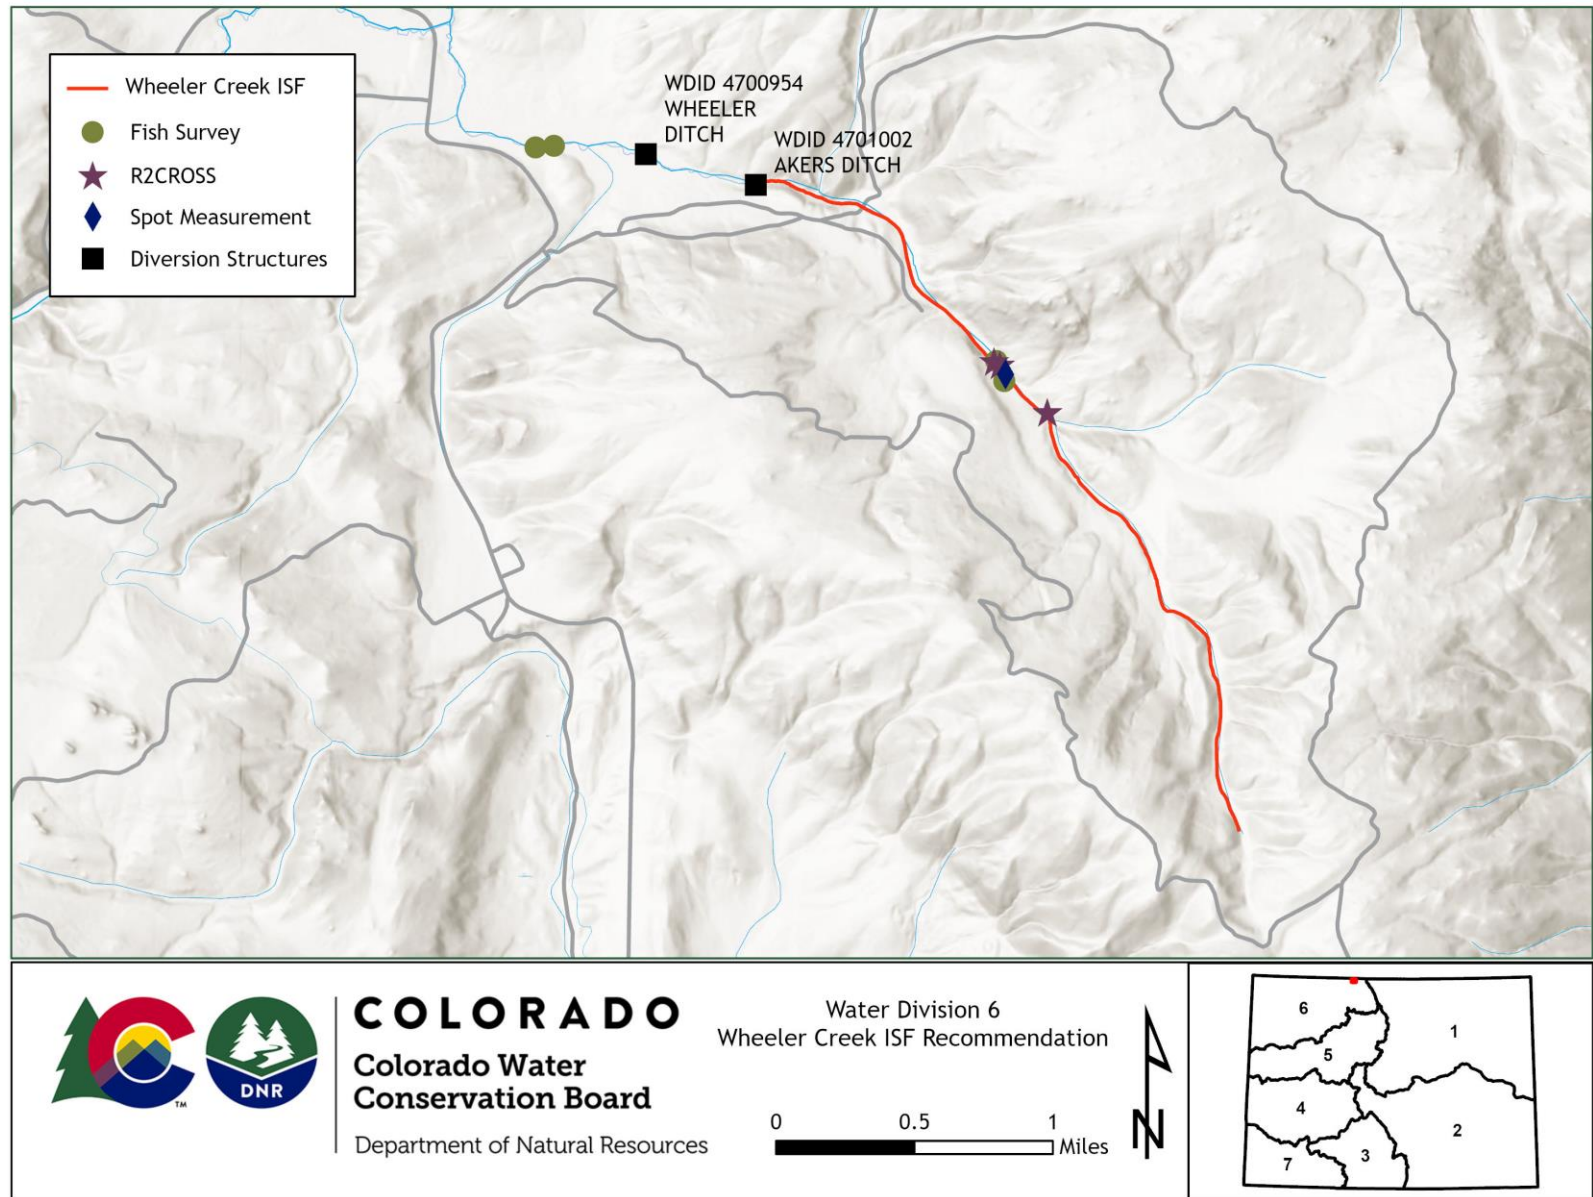 WDID 4700954
WHEELER
DITCH
WDID 4701002
AKERS DITCH
Wheeler Creek ISF
Fish Survey
R2CROSS
Spot Measurement
Diversion Structures
TM
DNR
COLORADO
Colorado Water
Conservation Board
Department of Natural Resources
Water Division 6
Wheeler Creek ISF Recommendation
0 0.5 1
Miles
N
6
1
5
4
2
3
7